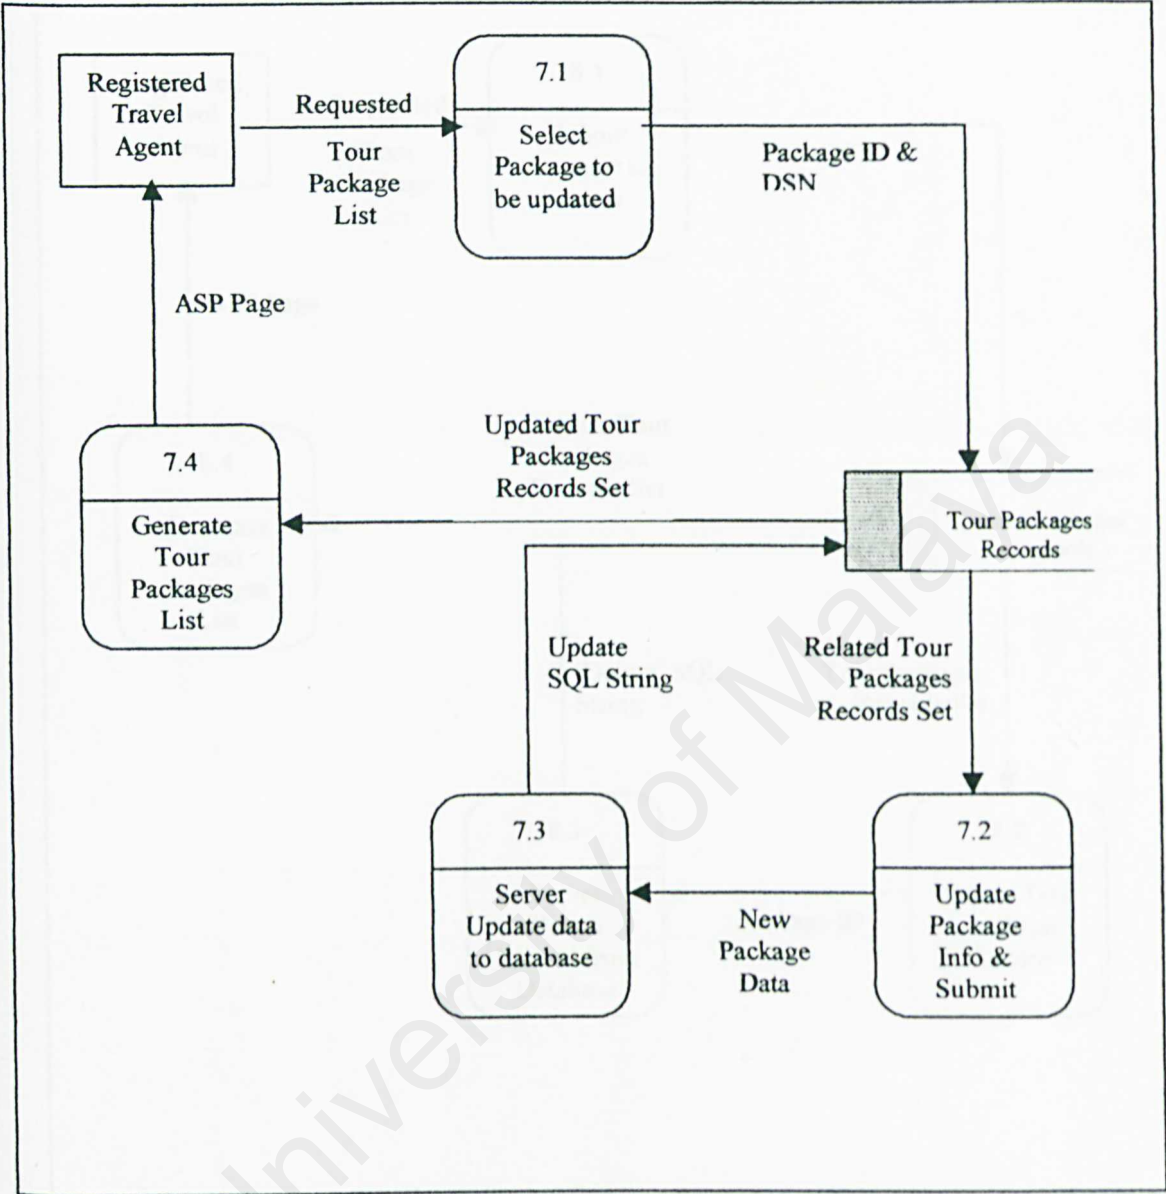 Registered
Travel
Agent
Requested
Tour
Package
List
7.1
Select
Package to
be updated
Package ID &
DSN
ASP Page
7.4
Generate
Tour
Packages
List
Updated Tour
Packages
Records Set
Tour Packages
Records
Update
SQL String
Related Tour
Packages
Records Set
7.3
Server
Update data
to database
New
Package
Data
7.2
Update
Package
Info &
Submit
University of Malaya